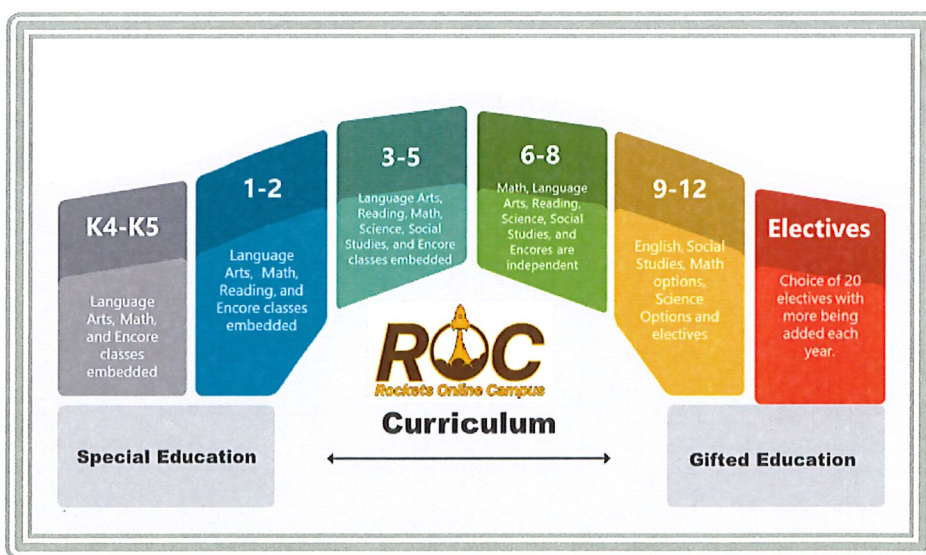 K4-K5
Language
Arts, Math,
and Encore
classes
embedded
1-2
Language
Arts, Math,
Reading, and
Encore classes
embedded
3-5
Language Arts,
Reading, Math,
Science, Social
Studies, and Encore
classes embedded
6-8
Math, Language
Arts, Reading,
Science, Social
Studies, and
Encores are
independent
9-12
English, Social
Studies, Math
options,
Science
Options and
electives
Electives
Choice of 20
electives with
more being
added each
year.
ROC
Rockets Online Campus
Curriculum
Special Education
Gifted Education